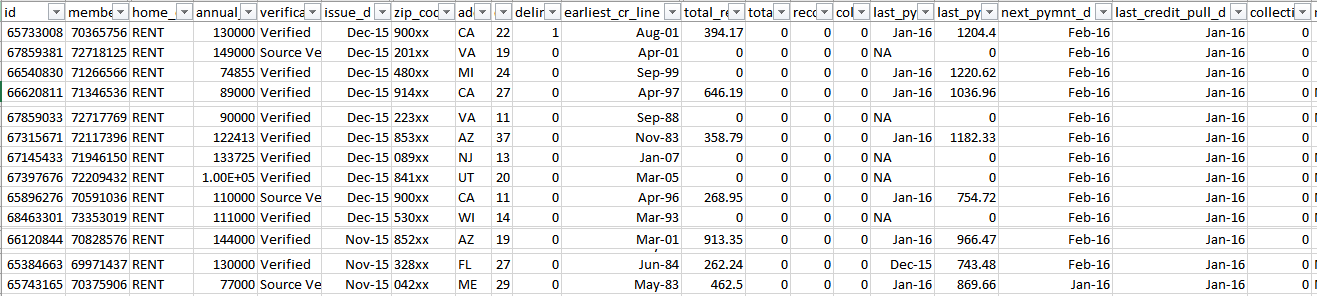 id membe home_ annual_ verifica issue_d zip_cod ad delin earliest_cr_line total_re tota reco col last_py last_py next_pymnt_d last_credit_pull_d collecti
65733008 70365756 RENT 130000 Verified Dec-15 900xx CA 22 1 Aug-01 394.17 0 0 0 Jan-16 1204.4 Feb-16 Jan-16 0
67859381 72718125 RENT 149000 Source Ve Dec-15 201xx VA 19 0 Apr-01 0 0 0 0 NA 0 Feb-16 Jan-16 0
66540830 71266566 RENT 74855 Verified Dec-15 480xx MI 24 0 Sep-99 0 0 0 0 Jan-16 1220.62 Feb-16 Jan-16 0
66620811 71346536 RENT 89000 Verified Dec-15 914xx CA 27 0 Apr-97 646.19 0 0 0 Jan-16 1036.96 Feb-16 Jan-16 0
67859033 72717769 RENT 90000 Verified Dec-15 223xx VA 11 0 Sep-88 0 0 0 0 NA 0 Feb-16 Jan-16 0
67315671 72117396 RENT 122413 Verified Dec-15 853xx AZ 37 0 Nov-83 358.79 0 0 0 Jan-16 1182.33 Feb-16 Jan-16 0
67145433 71946150 RENT 133725 Verified Dec-15 089xx NJ 13 0 Jan-07 0 0 0 0 NA 0 Feb-16 Jan-16 0
67397676 72209432 RENT 1.00E+05 Verified Dec-15 841xx UT 20 0 Mar-05 0 0 0 0 NA 0 Feb-16 Jan-16 0
65896276 70591036 RENT 110000 Source Ve Dec-15 900xx CA 11 0 Apr-96 268.95 0 0 0 Jan-16 754.72 Feb-16 Jan-16 0
68463301 73353019 RENT 111000 Verified Dec-15 530xx WI 14 0 Mar-93 0 0 0 0 NA 0 Feb-16 Jan-16 0
66120844 70828576 RENT 144000 Verified Nov-15 852xx AZ 19 0 Mar-01 913.35 0 0 0 Jan-16 966.47 Feb-16 Jan-16 0
65384663 69971437 RENT 130000 Verified Nov-15 328xx FL 27 0 Jun-84 262.24 0 0 0 Dec-15 743.48 Feb-16 Jan-16 0
65743165 70375906 RENT 77000 Source Ve Nov-15 042xx ME 29 0 May-83 462.5 0 0 0 Jan-16 869.66 Jan-16 Jan-16 0